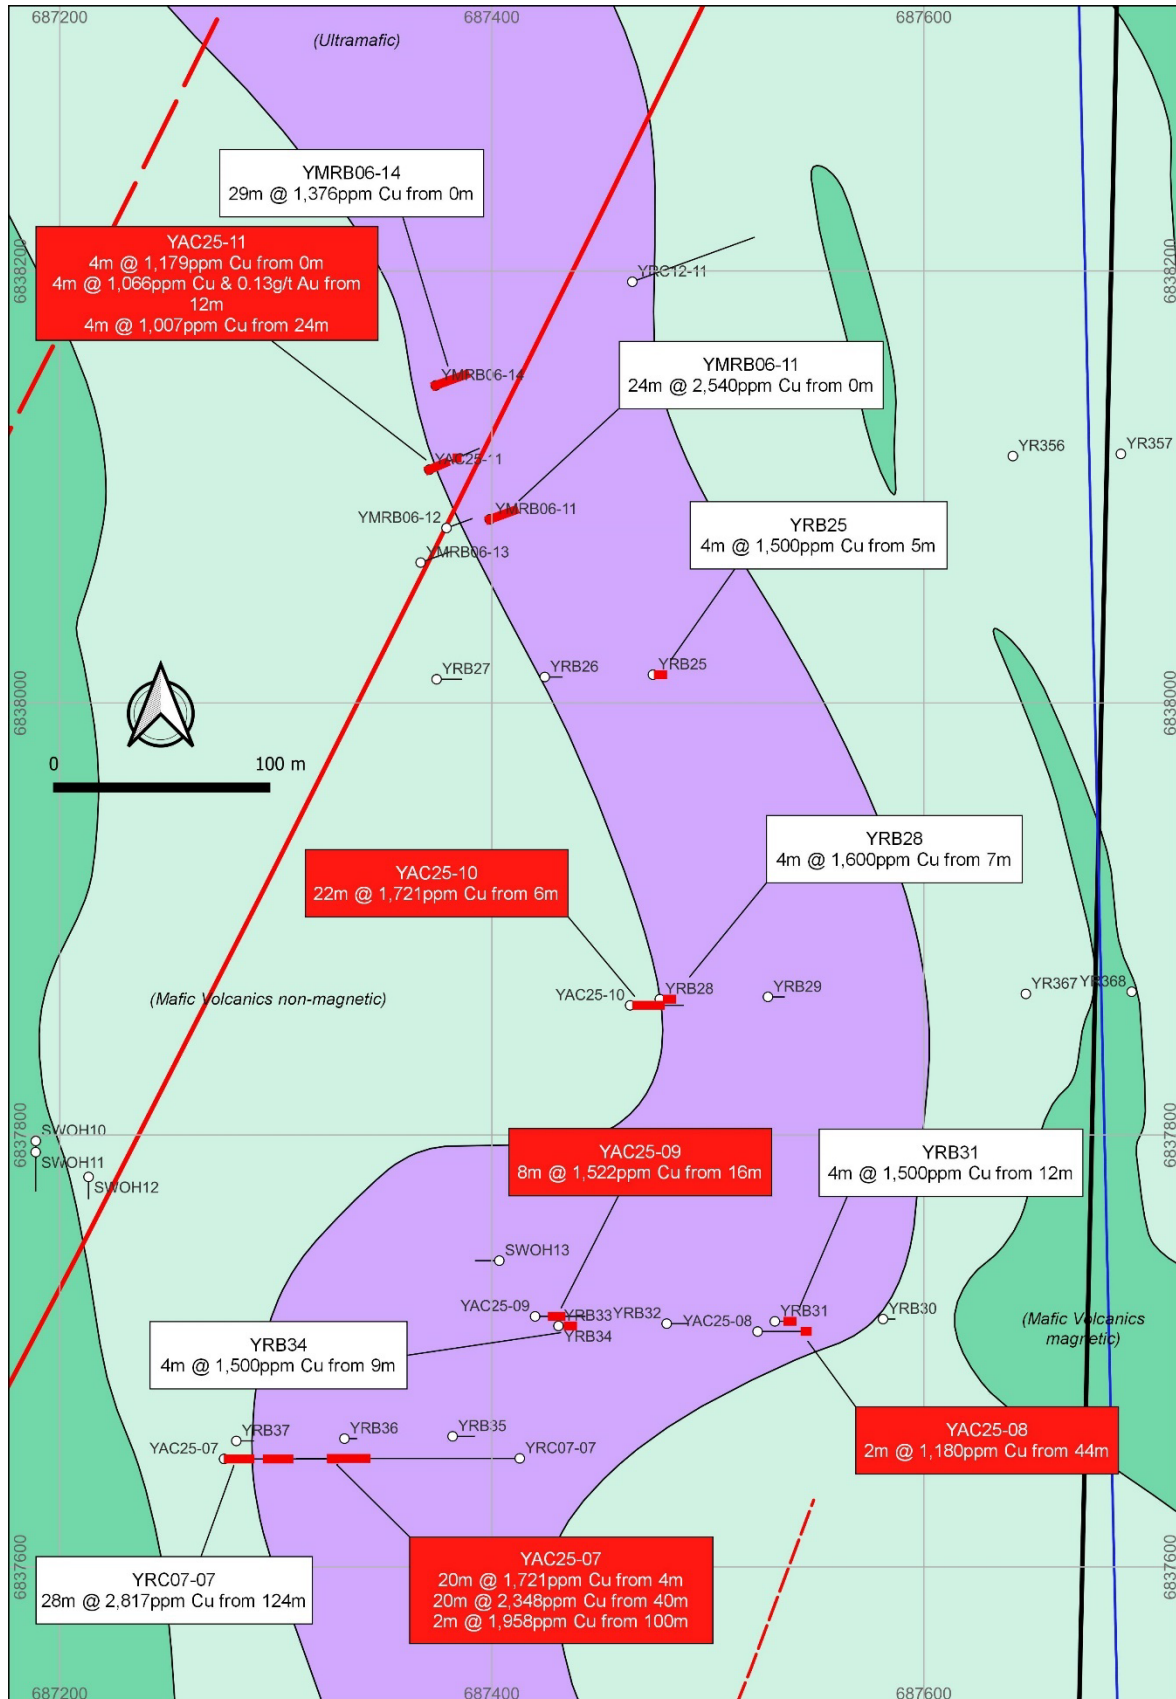 687200
687400
687600
(Ultramafic)
YMRB06-14
29m @ 1,376ppm Cu from 0m
YAC25-11
4m @ 1,179ppm Cu from 0m
4m @ 1,066ppm Cu & 0.13g/t Au from
12m
4m @ 1,007ppm Cu from 24m
6838200
YRC12-11
6838200
YMRB06-11
24m @ 2,540ppm Cu from 0m
YMRB06-14
YR356
YR357
YAC25-11
YMRB06-12
YMRB06-11
YMRB06-13
YRB25
4m @ 1,500ppm Cu from 5m
YRB27
YRB26
YRB25
6838000
6838000
0
100 m
YRB28
4m @ 1,600ppm Cu from 7m
YAC25-10
22m @ 1,721ppm Cu from 6m
(Mafic Volcanics non-magnetic)
YAC25-10
YRB28
YRB29
YR367
YR368
6837800
6837800
SWOH10
SWOH11
SWOH12
YAC25-09
8m @ 1,522ppm Cu from 16m
YRB31
4m @ 1,500ppm Cu from 12m
SWOH13
YAC25-09
YRB33
YRB34
YRB32
YAC25-08
YRB31
YRB30
(Mafic Volcanics
magnetic)
YRB34
4m @ 1,500ppm Cu from 9m
YAC25-07
YRB37
YRB36
YRB35
YRC07-07
YAC25-08
2m @ 1,180ppm Cu from 44m
6837600
6837600
YRC07-07
28m @ 2,817ppm Cu from 124m
YAC25-07
20m @ 1,721ppm Cu from 4m
20m @ 2,348ppm Cu from 40m
2m @ 1,958ppm Cu from 100m
687200
687400
687600